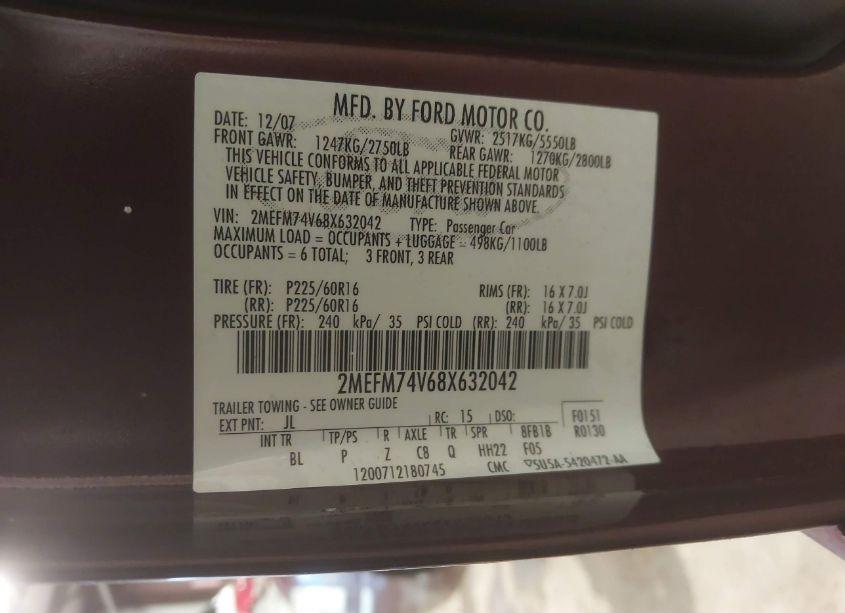 MFD. BY FORD MOTOR CO.
DATE: 12/07 GVWR: 2517KG/5550LB
FRONT GAWR: 1247KG/2750LB REAR GAWR: 1270KG/2800LB
THIS VEHICLE CONFORMS TO ALL APPLICABLE FEDERAL MOTOR
VEHICLE SAFETY, BUMPER, AND THEFT PREVENTION STANDARDS
IN EFFECT ON THE DATE OF MANUFACTURE SHOWN ABOVE.
VIN: 2MEFM74V68X632042 TYPE: Passenger Car
MAXIMUM LOAD = OCCUPANTS + LUGGAGE = 498KG/1100LB
OCCUPANTS = 6 TOTAL; 3 FRONT, 3 REAR
TIRE (FR): P225/60R16 RIMS (FR): 16 X 7.0J
(RR): P225/60R16 (RR): 16 X 7.0J
PRESSURE (FR): 240 kPa/ 35 PSI COLD (RR): 240 kPa/ 35 PSI COLD
2MEFM74V68X632042
TRAILER TOWING - SEE OWNER GUIDE
EXT PNT: JL RC: 15 DSO: F0151
INT TR TP/PS R AXLE TR SPR 8FB1B R0130
BL P Z C8 Q HH22 F05
1200712180745 CMC ▽5U5A-5420472-AA